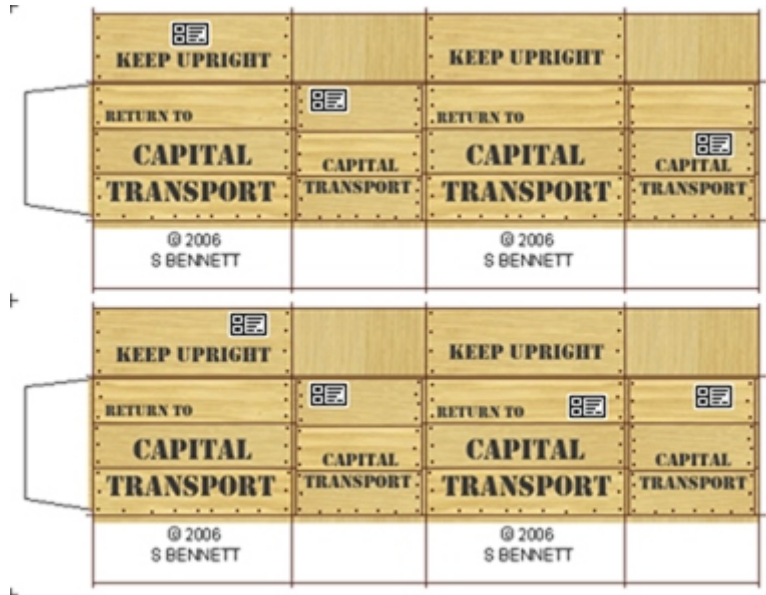 KEEP UPRIGHT
KEEP UPRIGHT
RETURN TO
RETURN TO
CAPITAL
CAPITAL
CAPITAL
CAPITAL
TRANSPORT
TRANSPORT
TRANSPORT
TRANSPORT
© 2006
© 2006
S BENNETT
S BENNETT
KEEP UPRIGHT
KEEP UPRIGHT
RETURN TO
RETURN TO
CAPITAL
CAPITAL
CAPITAL
CAPITAL
TRANSPORT
TRANSPORT
TRANSPORT
TRANSPORT
© 2006
© 2006
S BENNETT
S BENNETT